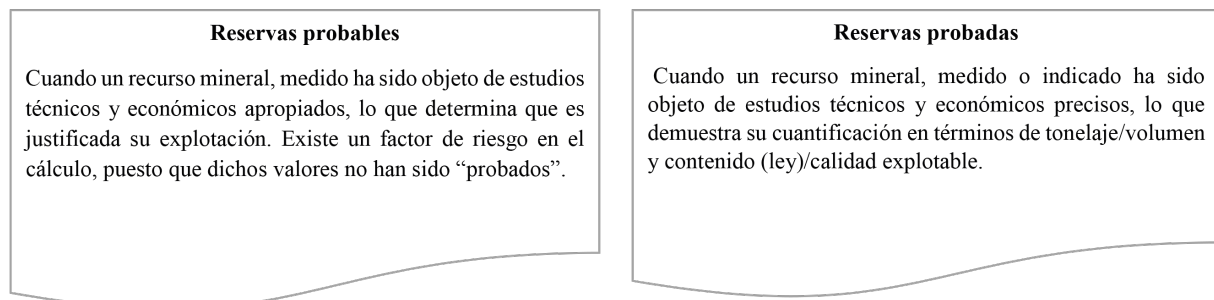 Reservas probables
Cuando un recurso mineral, medido ha sido objeto de estudios
técnicos y económicos apropiados, lo que determina que es
justificada su explotación. Existe un factor de riesgo en el
cálculo, puesto que dichos valores no han sido “probados”.
Reservas probadas
Cuando un recurso mineral, medido o indicado ha sido
objeto de estudios técnicos y económicos precisos, lo que
demuestra su cuantificación en términos de tonelaje/volumen
y contenido (ley)/calidad explotable.